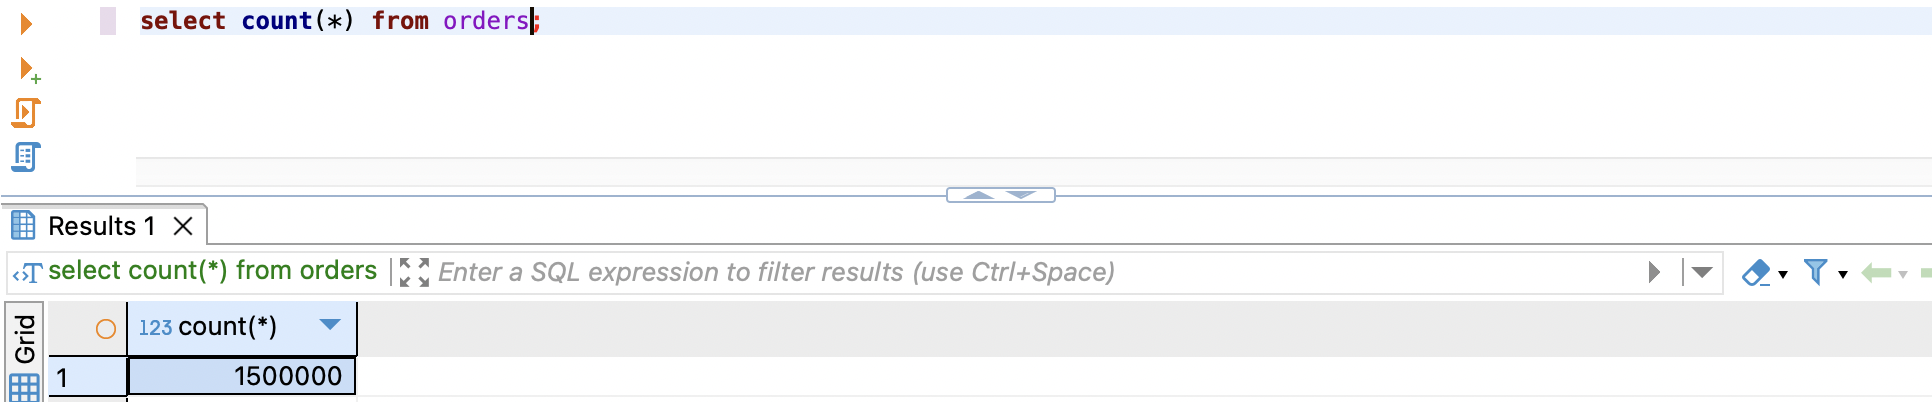 select count(*) from orders;
Results 1
select count(*) from orders Enter a SQL expression to filter results (use Ctrl+Space)
Grid
123 count(*)
1 1500000